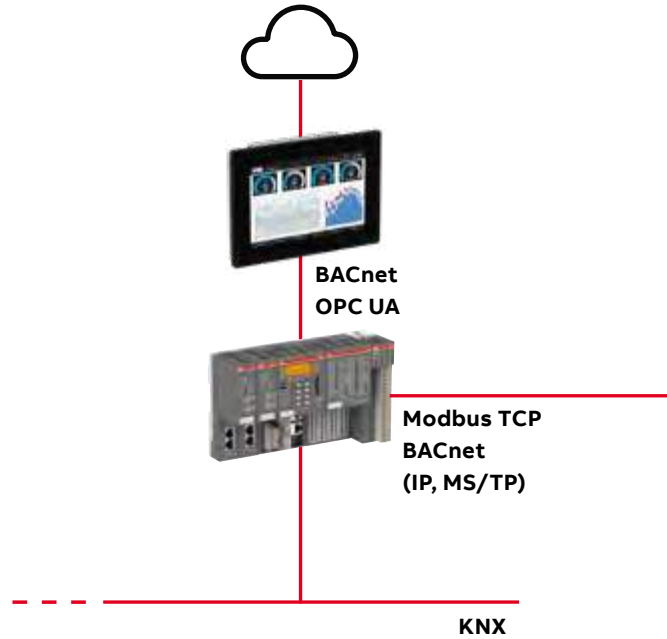 BACnet
OPC UA
Modbus TCP
BACnet
(IP, MS/TP)
KNX